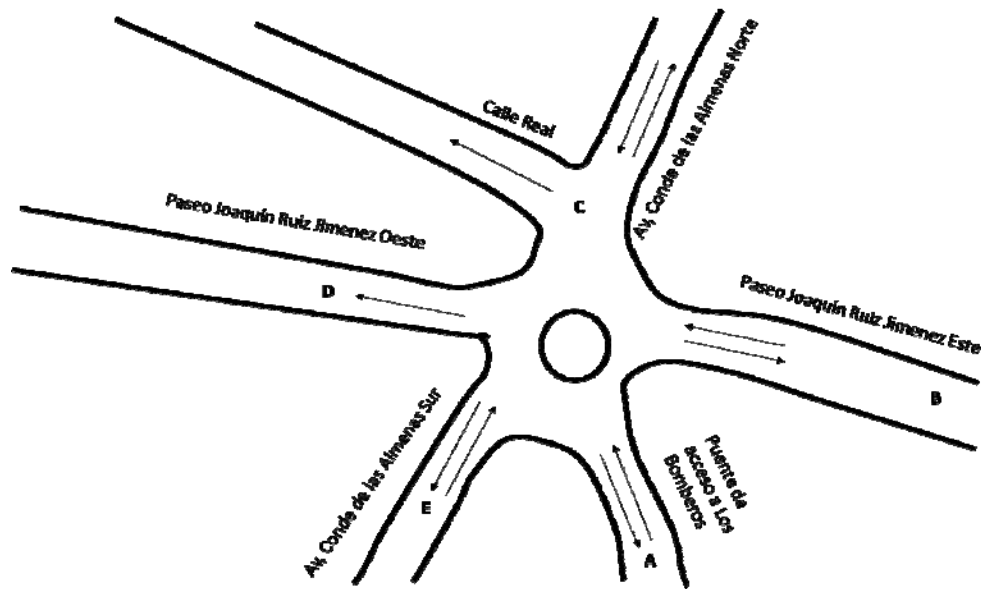 Calle Real
Av, Conde de las Almenas Norte
C
Paseo Joaquín Ruiz Jimenez Oeste
D
Paseo Joaquín Ruiz Jimenez Este
B
Av, Conde de las Almenas Sur
E
Puente da
acceso a Los
Bomberos
A